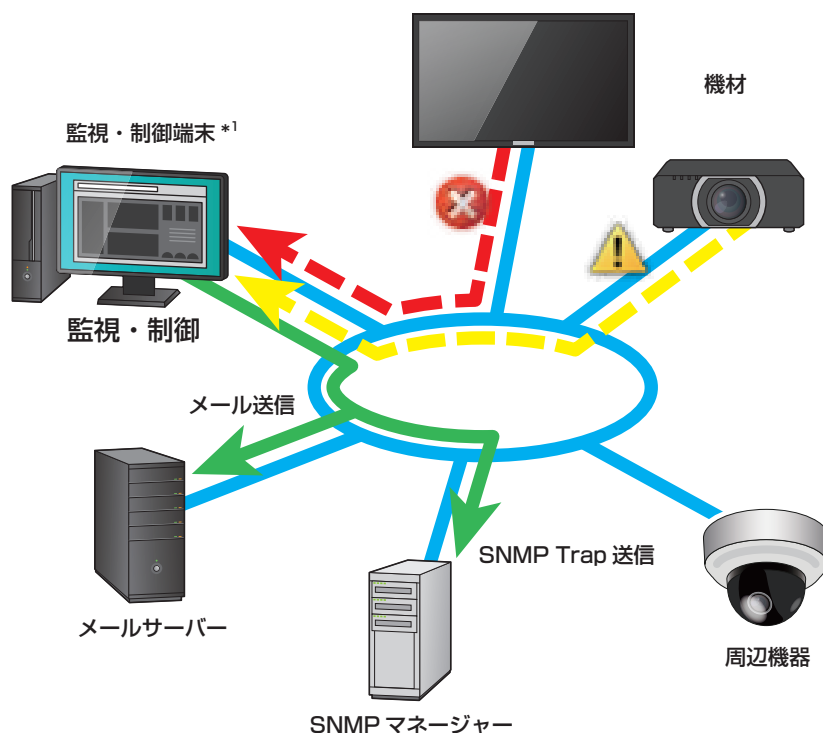 機材
監視・制御端末 *1
監視・制御
メール送信
SNMP Trap 送信
メールサーバー
周辺機器
SNMP マネージャー